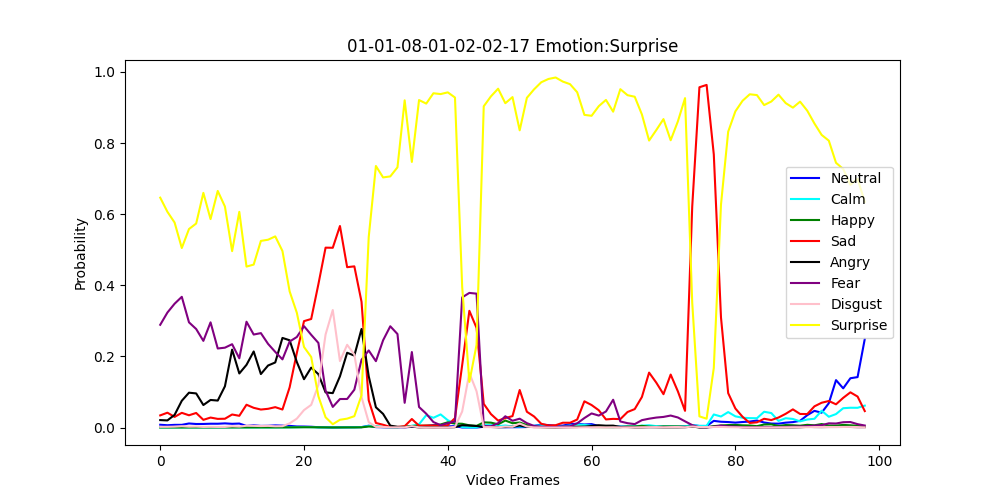 01-01-08-01-02-02-17 Emotion:Surprise
1.0
0.8
0.6
0.4
0.2
0.0
Probability
0
20
40
60
80
100
Video Frames
Neutral
Calm
Happy
Sad
Angry
Fear
Disgust
Surprise